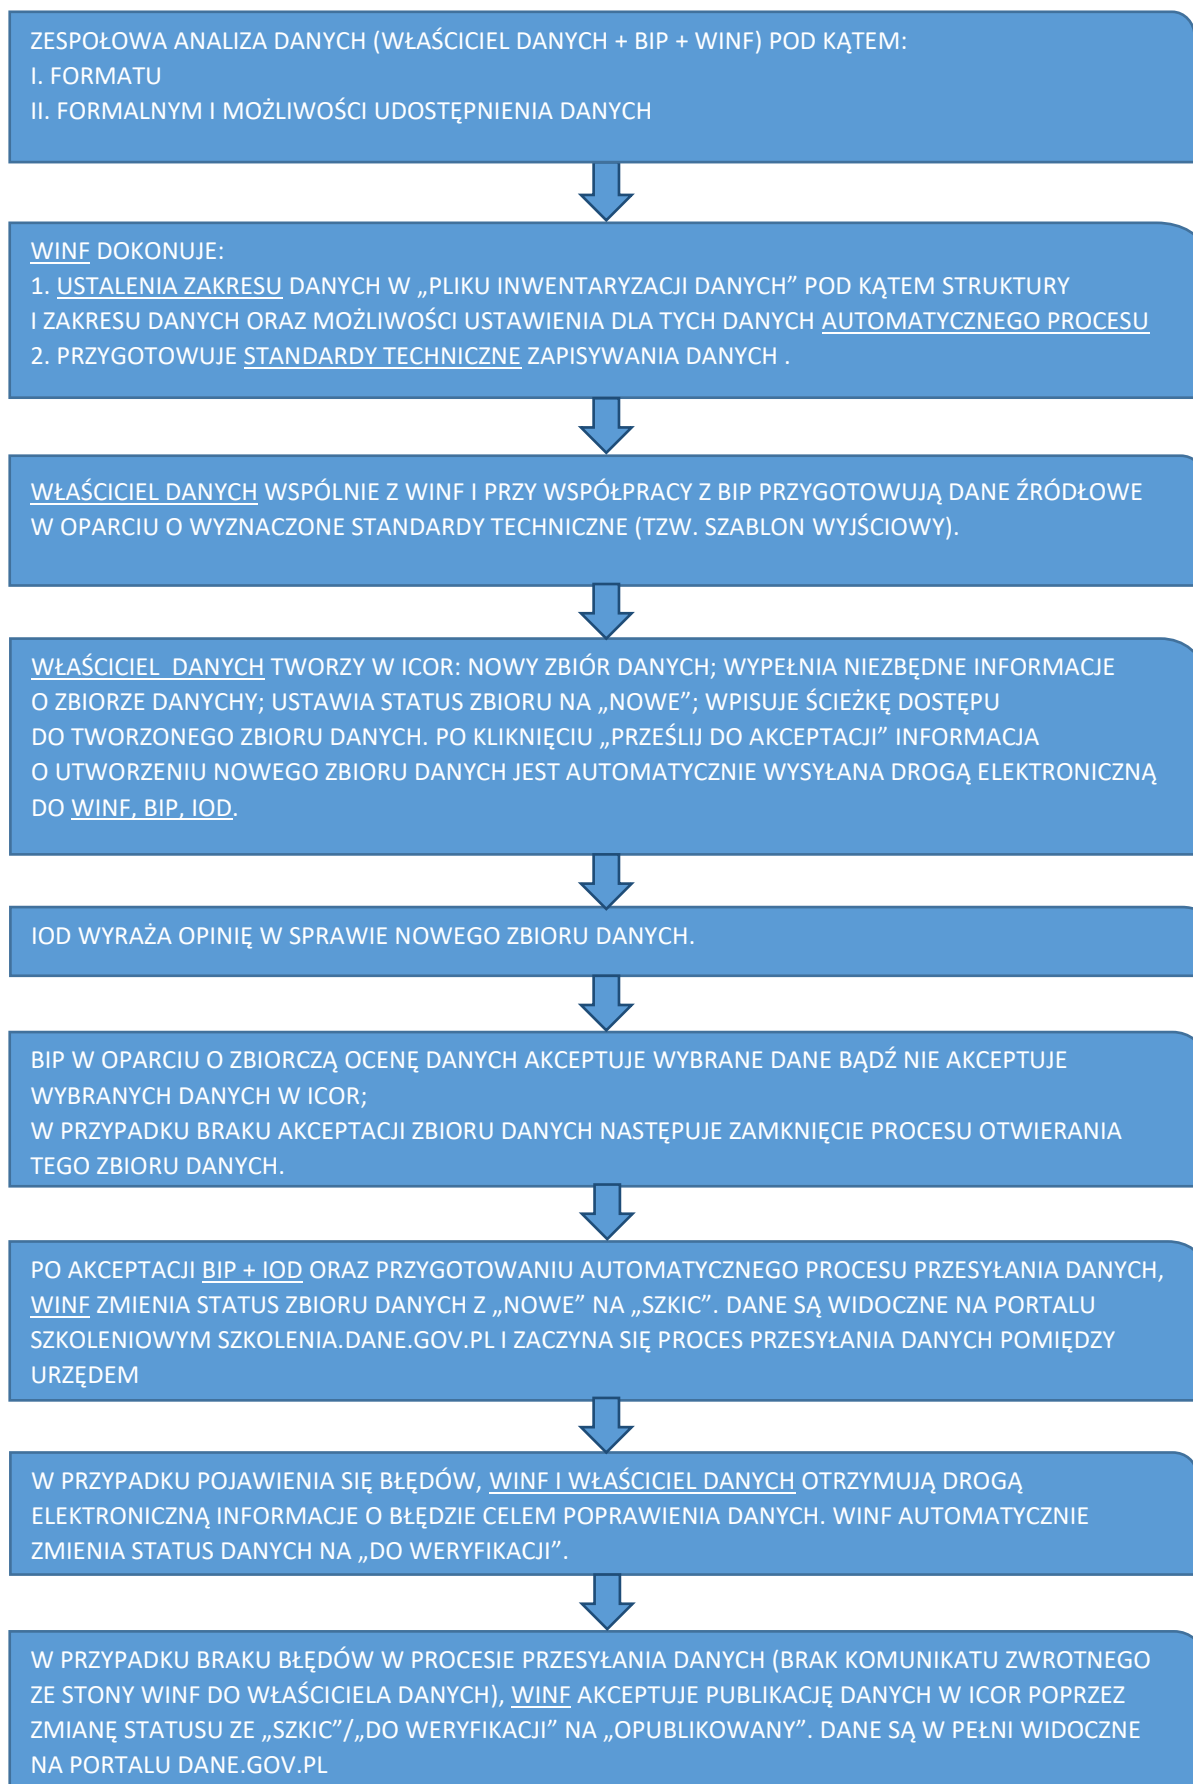 ZESPOŁOWA ANALIZA DANYCH (WŁAŚCICIEL DANYCH + BIP + WINF) POD KĄTEM:
I. FORMATU
II. FORMALNYM I MOŻLIWOŚCI UDOSTĘPNIENIA DANYCH
WINF DOKONUJE:
1. USTALENIA ZAKRESU DANYCH W „PLIKU INWENTARYZACJI DANYCH” POD KĄTEM STRUKTURY
I ZAKRESU DANYCH ORAZ MOŻLIWOŚCI USTAWIENIA DLA TYCH DANYCH AUTOMATYCZNEGO PROCESU
2. PRZYGOTOWUJE STANDARDY TECHNICZNE ZAPISYWANIA DANYCH .
WŁAŚCICIEL DANYCH WSPÓLNIE Z WINF I PRZY WSPÓŁPRACY Z BIP PRZYGOTOWUJĄ DANE ŹRÓDŁOWE
W OPARCIU O WYZNACZONE STANDARDY TECHNICZNE (TZW. SZABLON WYJŚCIOWY).
WŁAŚCICIEL  DANYCH TWORZY W ICOR: NOWY ZBIÓR DANYCH; WYPEŁNIA NIEZBĘDNE INFORMACJE
O ZBIORZE DANYCHY; USTAWIA STATUS ZBIORU NA „NOWE”; WPISUJE ŚCIEŻKĘ DOSTĘPU
DO TWORZONEGO ZBIORU DANYCH. PO KLIKNIĘCIU „PRZEŚLIJ DO AKCEPTACJI” INFORMACJA
O UTWORZENIU NOWEGO ZBIORU DANYCH JEST AUTOMATYCZNIE WYSYŁANA DROGĄ ELEKTRONICZNĄ
DO WINF, BIP, IOD.
IOD WYRAŻA OPINIĘ W SPRAWIE NOWEGO ZBIORU DANYCH.
BIP W OPARCIU O ZBIORCZĄ OCENĘ DANYCH AKCEPTUJE WYBRANE DANE BĄDŹ NIE AKCEPTUJE
WYBRANYCH DANYCH W ICOR;
W PRZYPADKU BRAKU AKCEPTACJI ZBIORU DANYCH NASTĘPUJE ZAMKNIĘCIE PROCESU OTWIERANIA
TEGO ZBIORU DANYCH.
PO AKCEPTACJI BIP + IOD ORAZ PRZYGOTOWANIU AUTOMATYCZNEGO PROCESU PRZESYŁANIA DANYCH,
WINF ZMIENIA STATUS ZBIORU DANYCH Z „NOWE” NA „SZKIC”. DANE SĄ WIDOCZNE NA PORTALU
SZKOLENIOWYM SZKOLENIA.DANE.GOV.PL I ZACZYNA SIĘ PROCES PRZESYŁANIA DANYCH POMIĘDZY
URZĘDEM
W PRZYPADKU POJAWIENIA SIĘ BŁĘDÓW, WINF I WŁAŚCICIEL DANYCH OTRZYMUJĄ DROGĄ
ELEKTRONICZNĄ INFORMACJE O BŁĘDZIE CELEM POPRAWIENIA DANYCH. WINF AUTOMATYCZNIE
ZMIENIA STATUS DANYCH NA „DO WERYFIKACJI”.
W PRZYPADKU BRAKU BŁĘDÓW W PROCESIE PRZESYŁANIA DANYCH (BRAK KOMUNIKATU ZWROTNEGO
ZE STONY WINF DO WŁAŚCICIELA DANYCH), WINF AKCEPTUJE PUBLIKACJĘ DANYCH W ICOR POPRZEZ
ZMIANĘ STATUSU ZE „SZKIC”/„DO WERYFIKACJI” NA „OPUBLIKOWANY”. DANE SĄ W PEŁNI WIDOCZNE
NA PORTALU DANE.GOV.PL